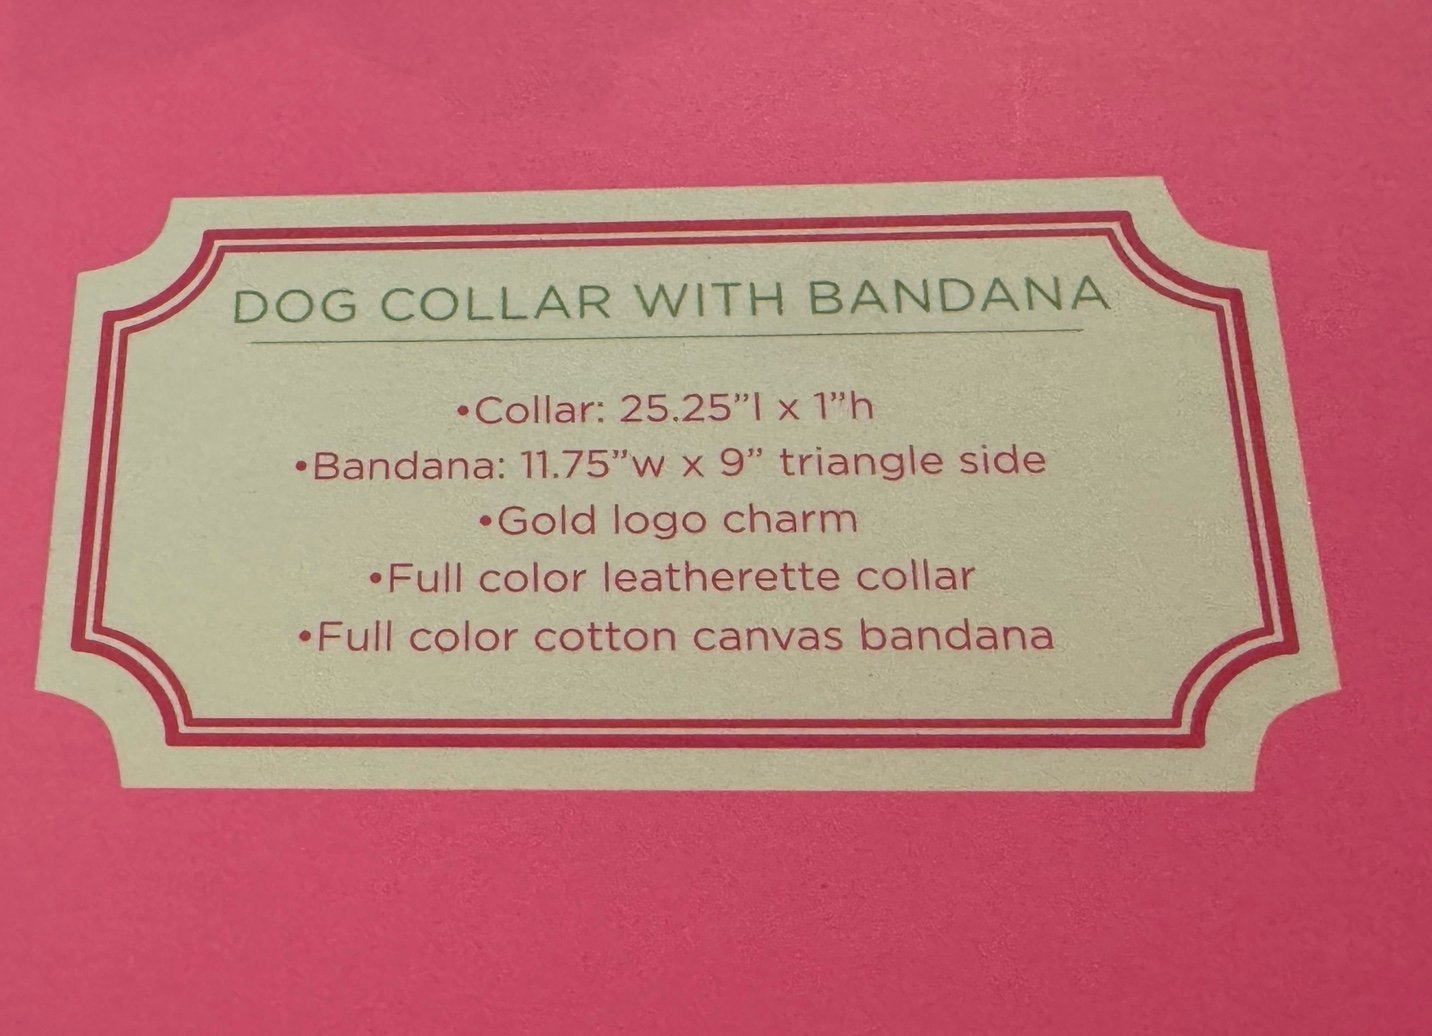 DOG COLLAR WITH BANDANA
•Collar: 25.25”l x 1”h
•Bandana: 11.75”w x 9” triangle side
•Gold logo charm
•Full color leatherette collar
•Full color cotton canvas bandana